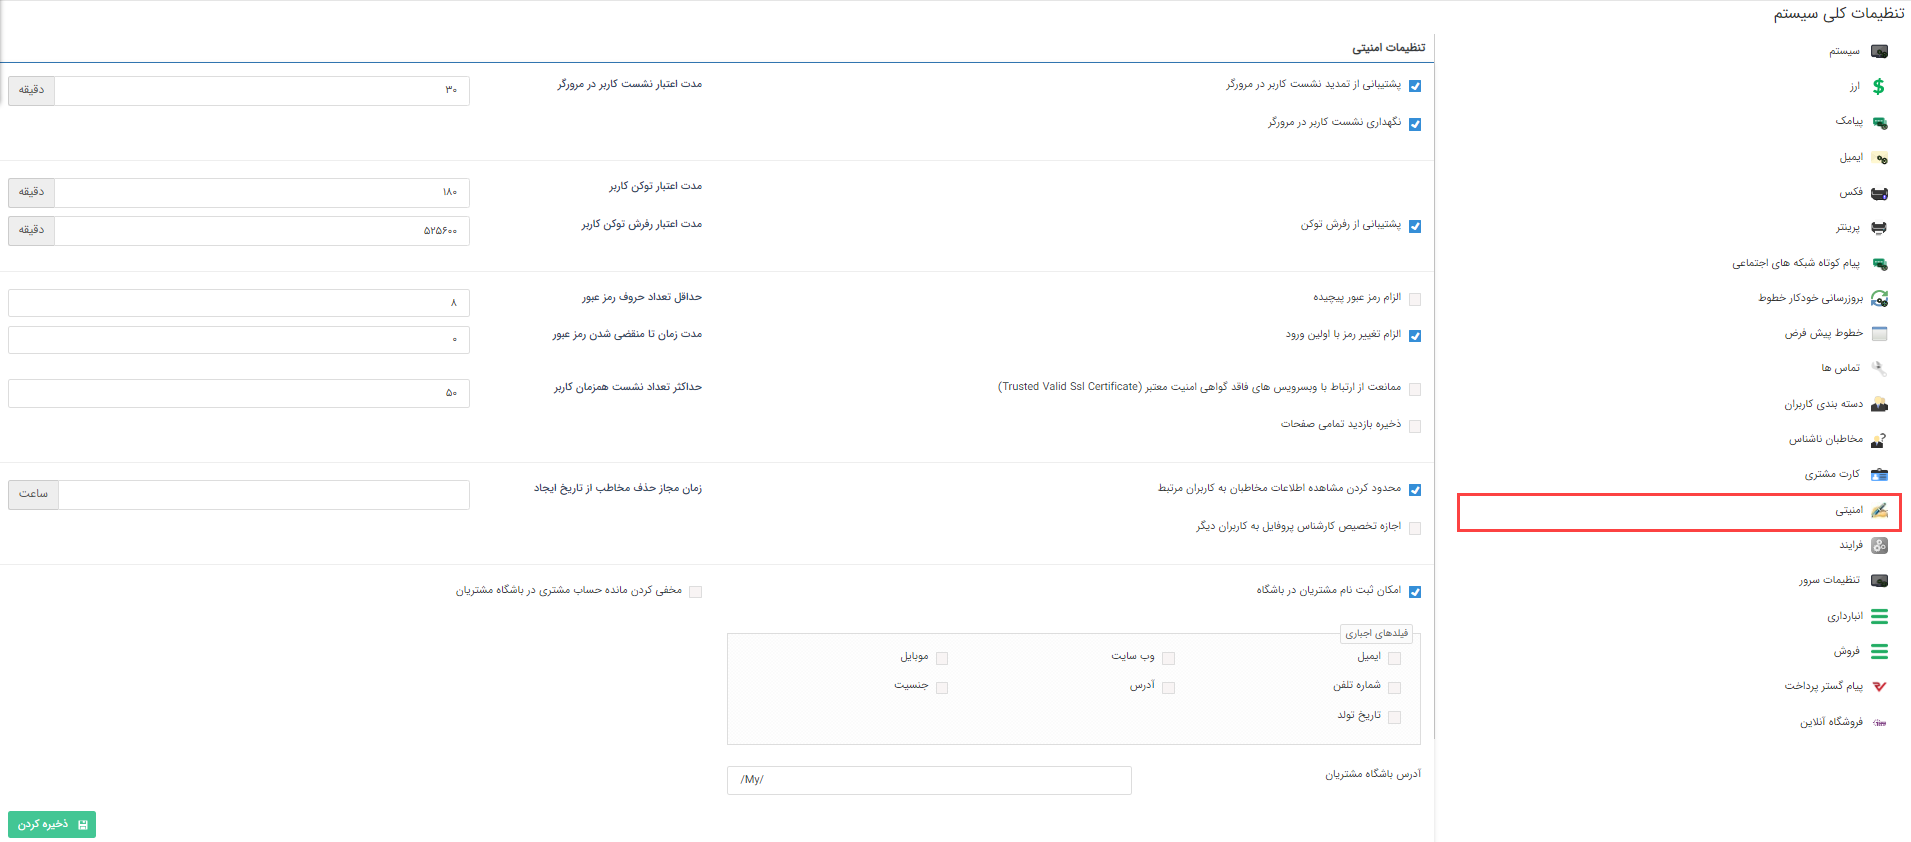 تنظیمات کلی سیستم
سیستم
ارز
پیامک
ایمیل
فکس
پرینتر
پیام کوتاه شبکه های اجتماعی
بروزرسانی خودکار خطوط
خطوط پیش فرض
تماس ها
دسته بندی کاربران
مخاطبان ناشناس
کارت مشتری
امنیتی
فرایند
تنظیمات سرور
انبارداری
فروش
پیام گستر پرداخت
فروشگاه آنلاین
تنظیمات امنیتی
پشتیبانی از تمدید نشست کاربر در مرورگر
مدت اعتبار نشست کاربر در مرورگر
۳۰
دقیقه
نگهداری نشست کاربر در مرورگر
مدت اعتبار توکن کاربر
۱۸۰
دقیقه
پشتیبانی از رفرش توکن
مدت اعتبار رفرش توکن کاربر
۵۲۵۶۰۰
دقیقه
الزام رمز عبور پیچیده
حداقل تعداد حروف رمز عبور
۸
الزام تغییر رمز با اولین ورود
مدت زمان تا منقضی شدن رمز عبور
۰
ممانعت از ارتباط با وبسرویس های فاقد گواهی امنیت معتبر (Trusted Valid Ssl Certificate)
حداکثر تعداد نشست همزمان کاربر
۵۰
ذخیره بازدید تمامی صفحات
محدود کردن مشاهده اطلاعات مخاطبان به کاربران مرتبط
زمان مجاز حذف مخاطب از تاریخ ایجاد
ساعت
اجازه تخصیص کارشناس پروفایل به کاربران دیگر
امکان ثبت نام مشتریان در باشگاه
مخفی کردن مانده حساب مشتری در باشگاه مشتریان
فیلدهای اجباری
ایمیل
وب سایت
موبایل
شماره تلفن
آدرس
جنسیت
تاریخ تولد
آدرس باشگاه مشتریان
/My/
ذخیره کردن